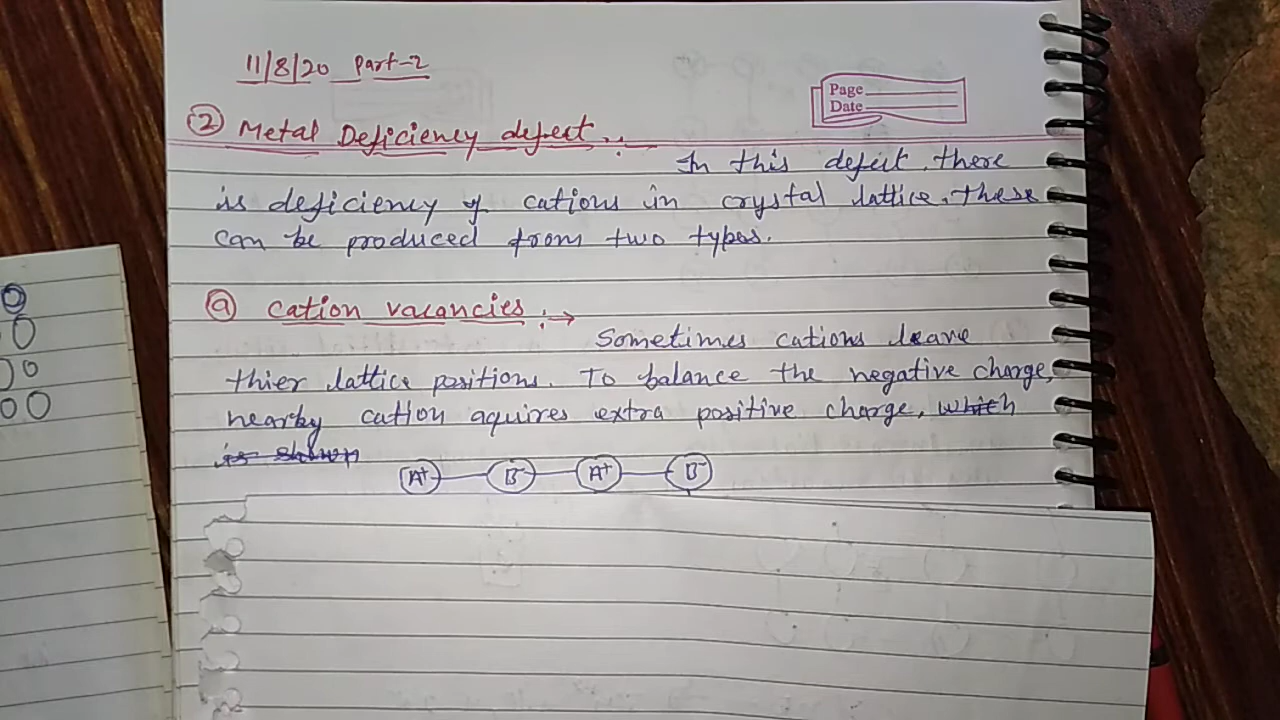 11/8/20 Part-2
Page
Date
② Metal Deficiency defect :
In this defect, there
is deficiency of cations in crystal lattice. These
can be produced from two types.
ⓐ Cation vacancies :→
Sometimes cations leave
thier lattice positions. To balance the negative charge,
nearby cation aquires extra positive charge, which
is shown
A+ B- A+ B-